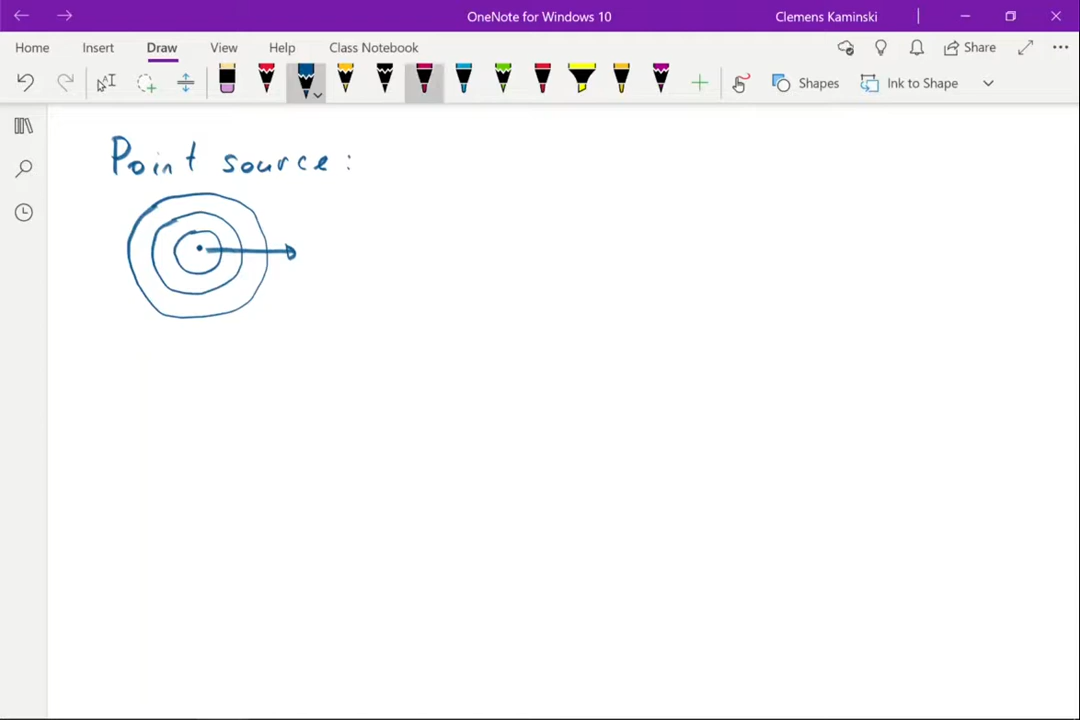 OneNote for Windows 10
Clemens Kaminski
Home Insert Draw View Help Class Notebook
Share
Shapes
Ink to Shape
Point source: